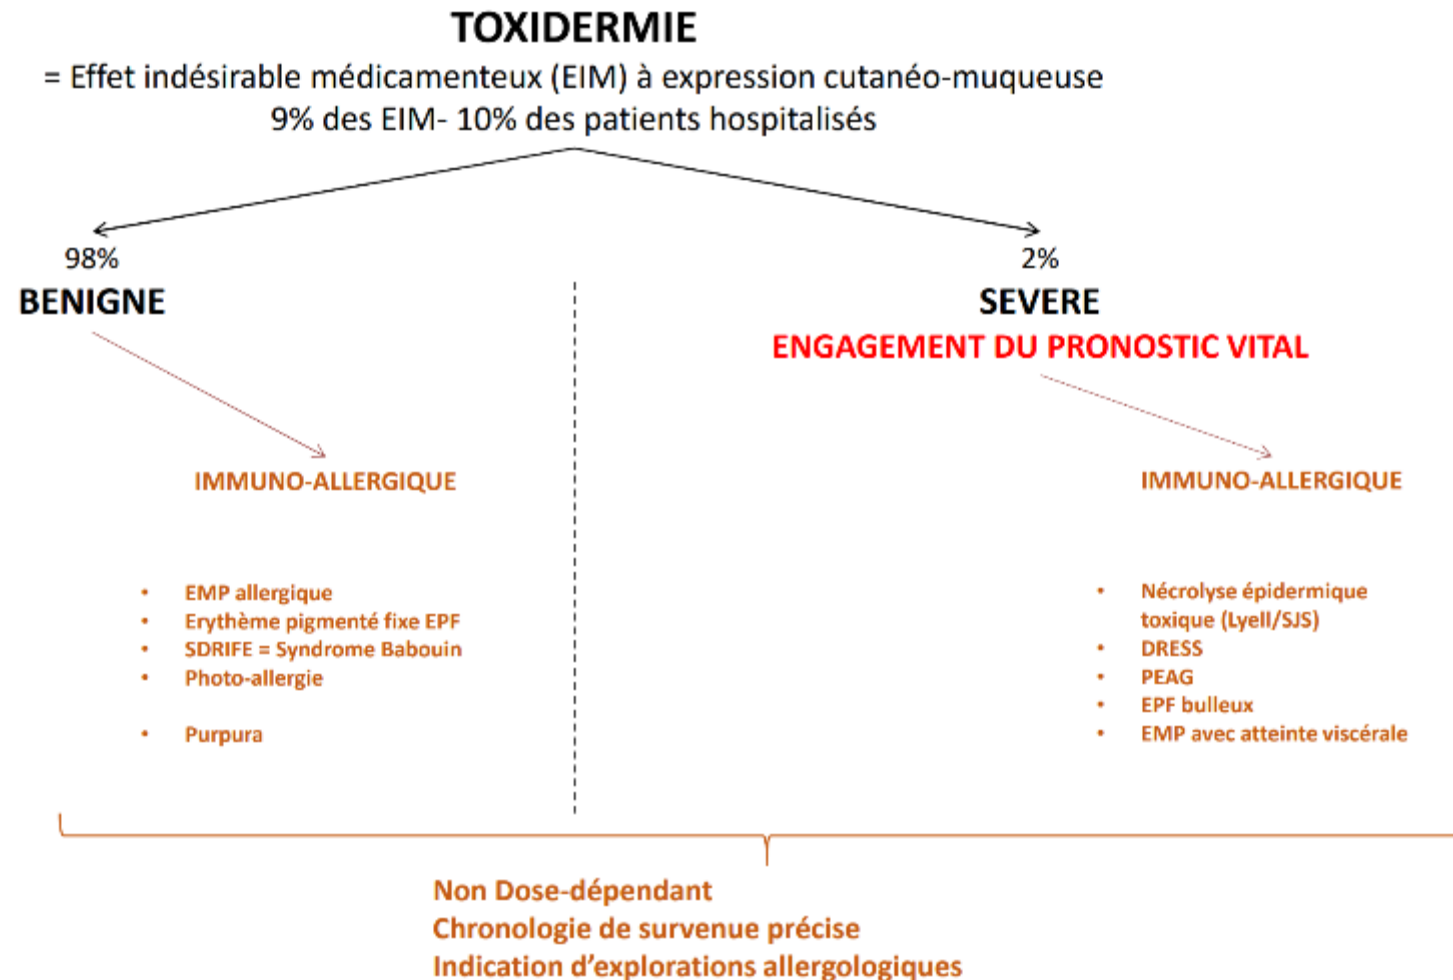 TOXIDERMIE
= Effet indésirable médicamenteux (EIM) à expression cutanéo-muqueuse
9% des EIM- 10% des patients hospitalisés
98%
BENIGNE
2%
SEVERE
ENGAGEMENT DU PRONOSTIC VITAL
IMMUNO-ALLERGIQUE
• EMP allergique
• Erythème pigmenté fixe EPF
• SDRIFE = Syndrome Babouin
• Photo-allergie
• Purpura
IMMUNO-ALLERGIQUE
• Nécrolyse épidermique
toxique (Lyell/SJS)
• DRESS
• PEAG
• EPF bulleux
• EMP avec atteinte viscérale
Non Dose-dépendant
Chronologie de survenue précise
Indication d'explorations allergologiques